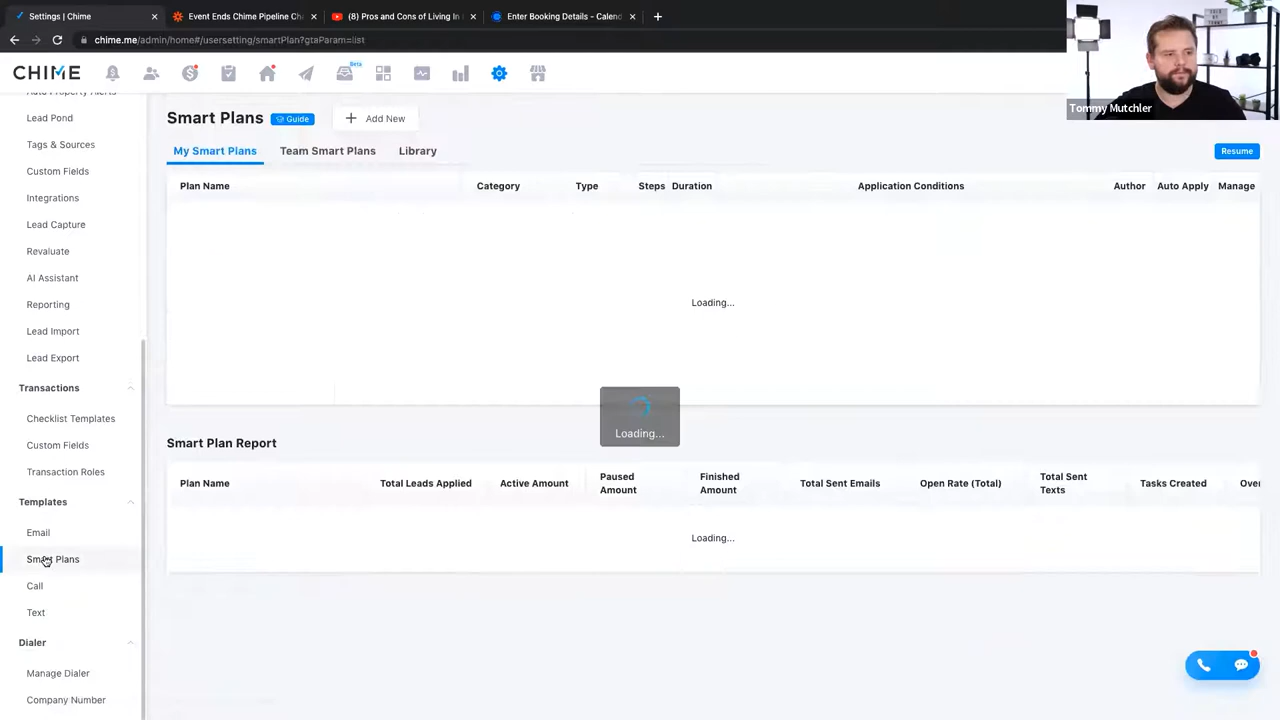 Settings | Chime
Event Ends Chime Pipeline Ch
(8) Pros and Cons of Living In
Enter Booking Details - Calend
chime.me/admin/home#/usersetting/smartPlan?gtaParam=list
CHIME
Beta
Tommy Mutchler
Auto Property Alerts
Lead Pond
Tags & Sources
Custom Fields
Integrations
Lead Capture
Revaluate
AI Assistant
Reporting
Lead Import
Lead Export
Transactions
Checklist Templates
Custom Fields
Transaction Roles
Templates
Email
Smart Plans
Call
Text
Dialer
Manage Dialer
Company Number
Smart Plans
Guide
+ Add New
My Smart Plans
Team Smart Plans
Library
Resume
Plan Name
Category
Type
Steps
Duration
Application Conditions
Author
Auto Apply
Manage
Loading...
Loading...
Smart Plan Report
Plan Name
Total Leads Applied
Active Amount
Paused
Amount
Finished
Amount
Total Sent Emails
Open Rate (Total)
Total Sent
Texts
Tasks Created
Over
Loading...